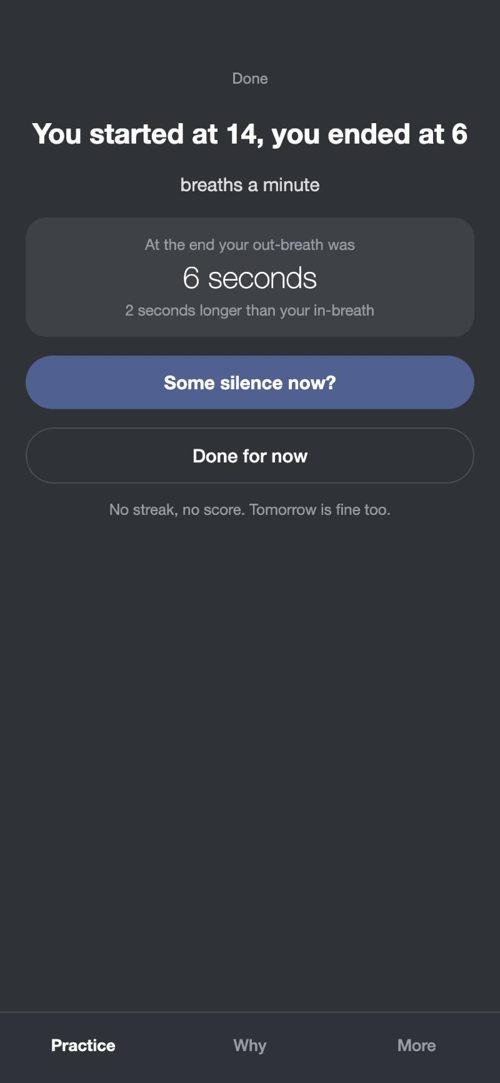 Done
You started at 14, you ended at 6
breaths a minute
At the end your out-breath was
6 seconds
2 seconds longer than your in-breath
Some silence now?
Done for now
No streak, no score. Tomorrow is fine too.
Practice
Why
More